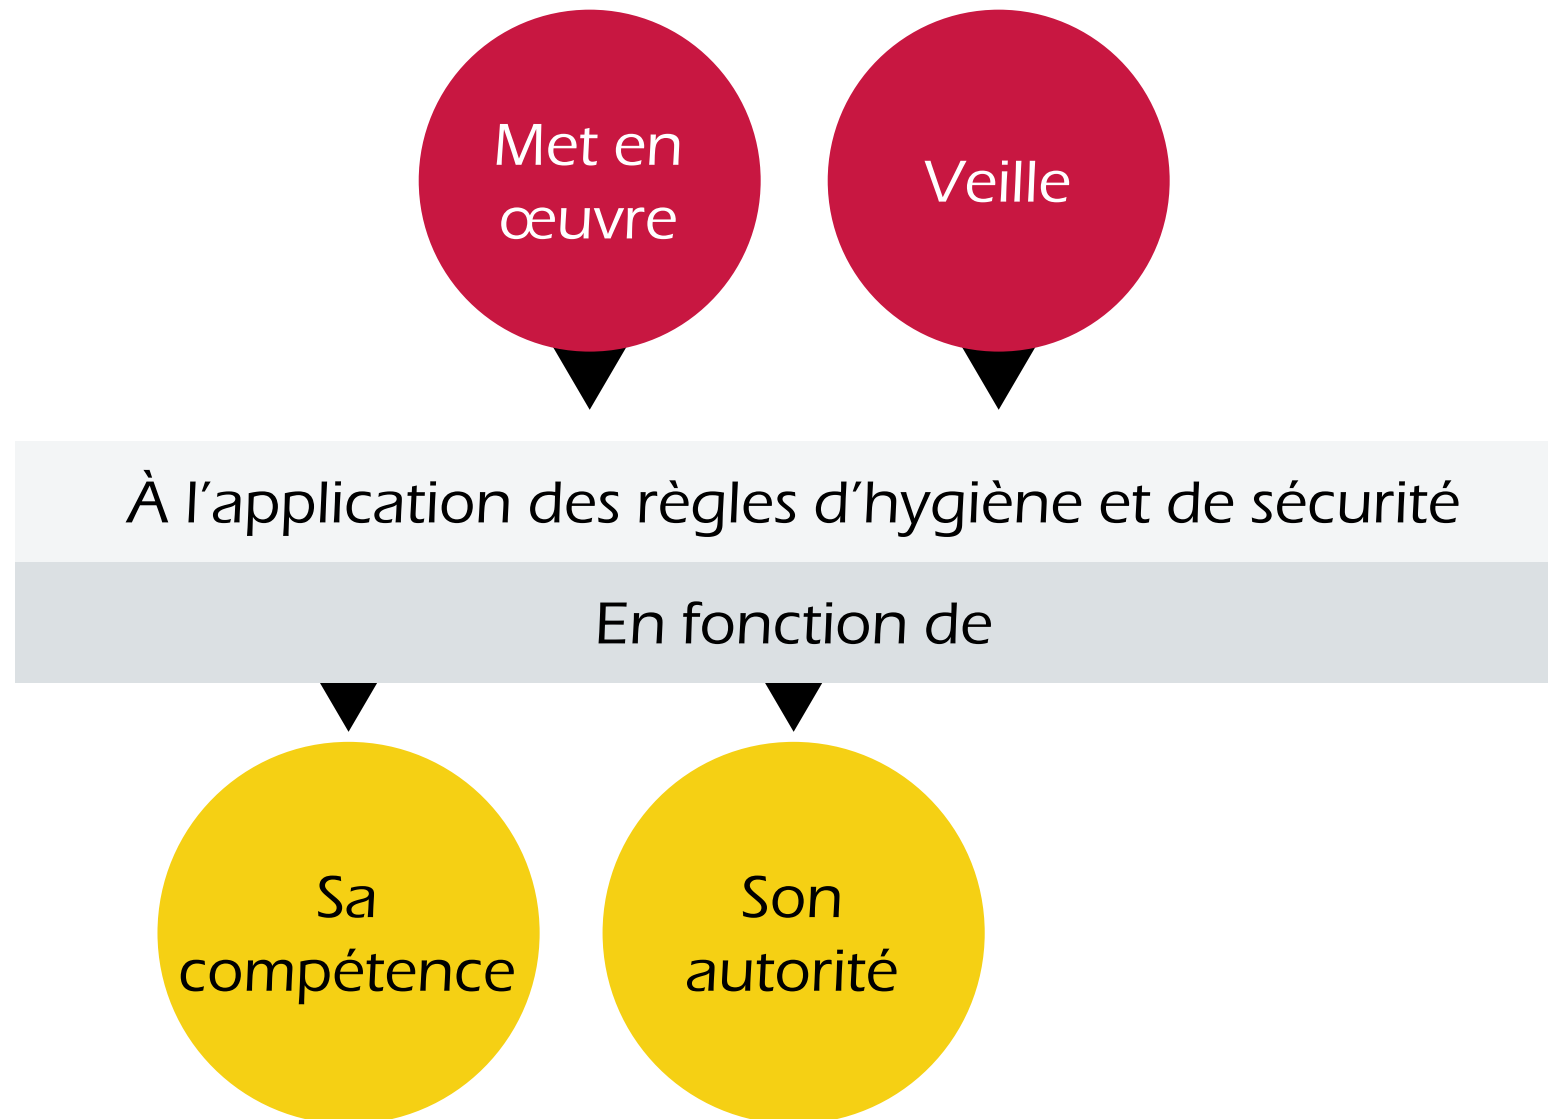 Met en
œuvre
Veille
À l’application des règles d’hygiène et de sécurité
En fonction de
Sa
compétence
Son
autorité